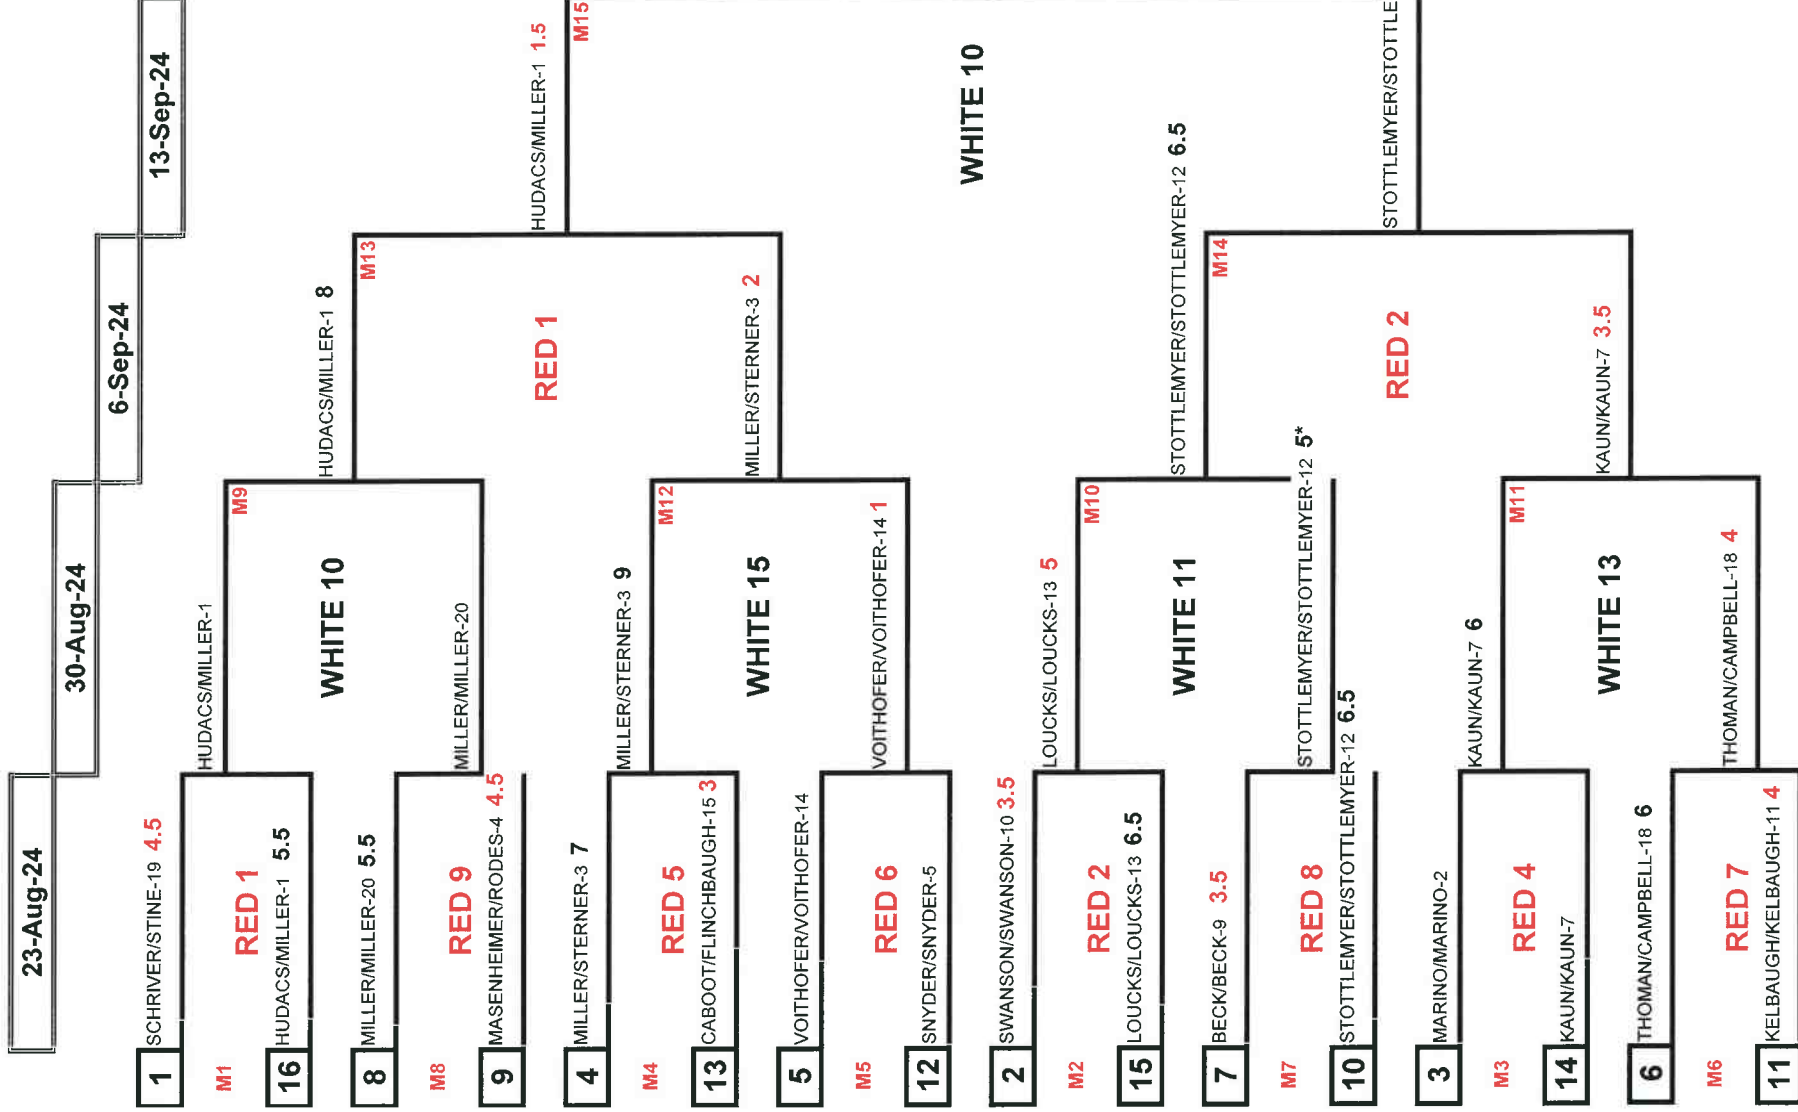 23-Aug-24
30-Aug-24
6-Sep-24
13-Sep-24
1 SCHRIVER/STINE-19 4.5
M1 RED 1
16 HUDACS/MILLER-1 5.5
8 MILLER/MILLER-20 5.5
M8 RED 9
9 MASENHEIMER/RODES-4 4.5
4 MILLER/STERNER-3 7
M4 RED 5
13 CABOOT/FLINCHBAUGH-15 3
5 VOITHOFER/VOITHOFER-14
M5 RED 6
12 SNYDER/SNYDER-5
2 SWANSON/SWANSON-10 3.5
M2 RED 2
15 LOUCKS/LOUCKS-13 6.5
7 BECK/BECK-9 3.5
M7 RED 8
10 STOTTLEMYER/STOTTLEMYER-12 6.5
3 MARINO/MARINO-2
M3 RED 4
14 KAUN/KAUN-7
6 THOMAN/CAMPBELL-18 6
M6 RED 7
11 KELBAUGH/KELBAUGH-11 4
HUDACS/MILLER-1
M9
WHITE 10
MILLER/MILLER-20
MILLER/STERNER-3 9
M12
WHITE 15
VOITHOFER/VOITHOFER-14 1
LOUCKS/LOUCKS-13 5
M10
WHITE 11
STOTTLEMYER/STOTTLEMYER-12 5*
KAUN/KAUN-7 6
M11
WHITE 13
THOMAN/CAMPBELL-18 4
HUDACS/MILLER-1 8
M13
RED 1
MILLER/STERNER-3 2
STOTTLEMYER/STOTTLEMYER-12 6.5
M14
RED 2
KAUN/KAUN-7 3.5
HUDACS/MILLER-1 1.5
M15
WHITE 10
STOTTLEMYER/STOTTLE